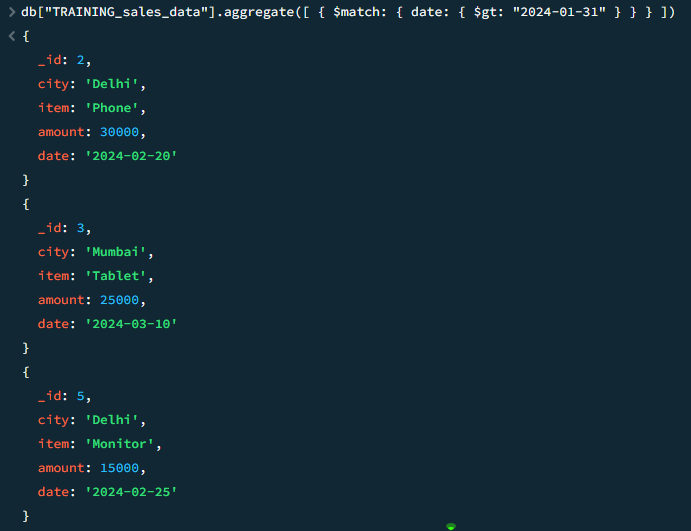 > db["TRAINING_sales_data"].aggregate([ { $match: { date: { $gt: "2024-01-31" } } } ])
< {
_id: 2,
city: 'Delhi',
item: 'Phone',
amount: 30000,
date: '2024-02-20'
}
{
_id: 3,
city: 'Mumbai',
item: 'Tablet',
amount: 25000,
date: '2024-03-10'
}
{
_id: 5,
city: 'Delhi',
item: 'Monitor',
amount: 15000,
date: '2024-02-25'
}